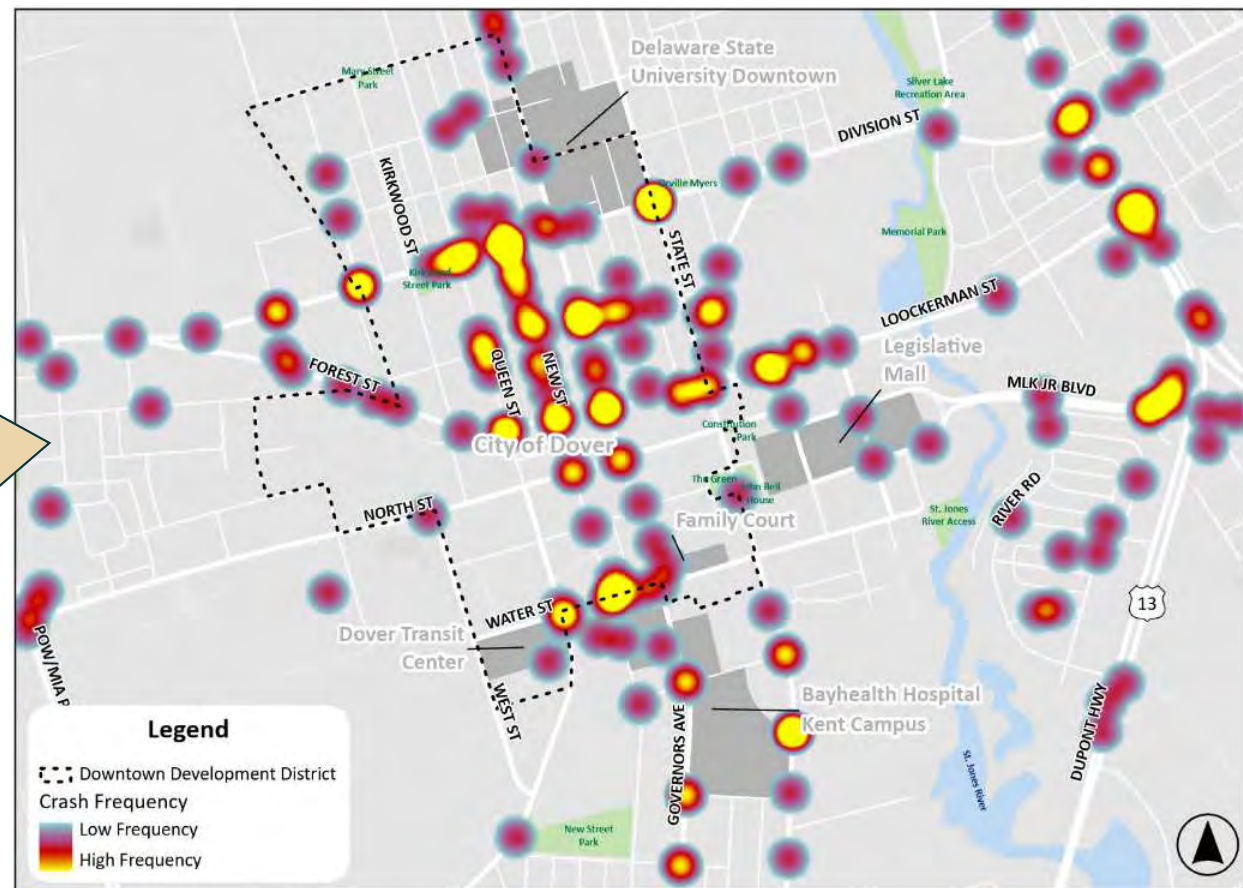 Delaware State
University Downtown
Mary Street
Park
Silver Lake
Recreation Area
DIVISION ST
KIRKWOOD ST
Orville Myers
Memorial Park
STATE ST
Kirkwood
Street Park
LOOCKERMAN ST
Legislative
Mall
QUEEN ST
NEW ST
FOREST ST
MLK JR BLVD
Constitution
Park
City of Dover
The Green
John Bell
House
NORTH ST
Family Court
St. Jones
River Access
RIVER RD
13
WATER ST
Dover Transit
Center
POW/MIA P
WEST ST
Bayhealth Hospital
Kent Campus
GOVERNORS AVE
DUPONT HWY
St. Jones River
New Street
Park
Legend
Downtown Development District
Crash Frequency
Low Frequency
High Frequency